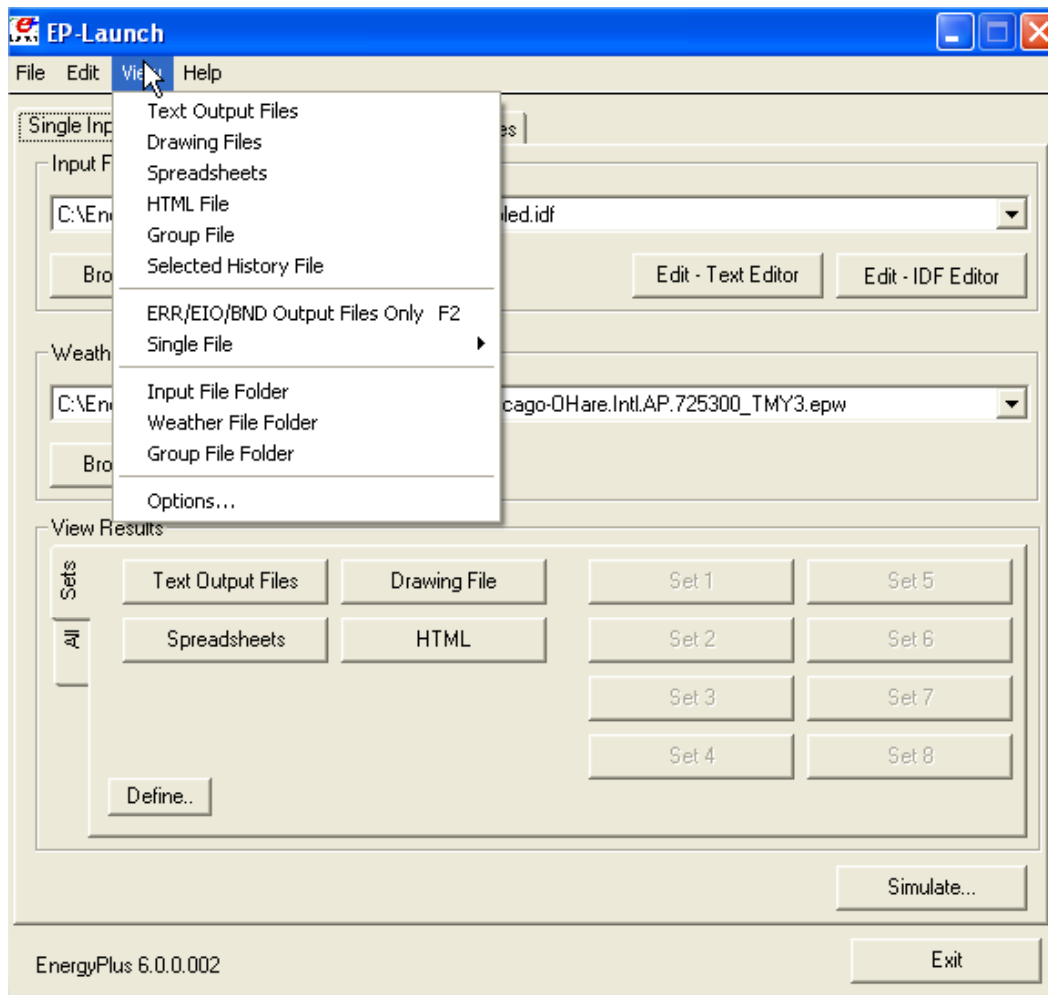 EP-Launch
File Edit View Help
Text Output Files
Drawing Files
Spreadsheets
HTML File
Group File
Selected History File
ERR/EIO/BND Output Files Only F2
Single File
Input File Folder
Weather File Folder
Group File Folder
Options...
Single Inp
Input F
C:\En led.idf
Bro Edit - Text Editor Edit - IDF Editor
Weath
C:\En cago-OHare.Intl.AP.725300_TMY3.epw
Bro
View Results
Sets
All
Text Output Files Drawing File Set 1 Set 5
Spreadsheets HTML Set 2 Set 6
Set 3 Set 7
Set 4 Set 8
Define..
Simulate...
EnergyPlus 6.0.0.002 Exit